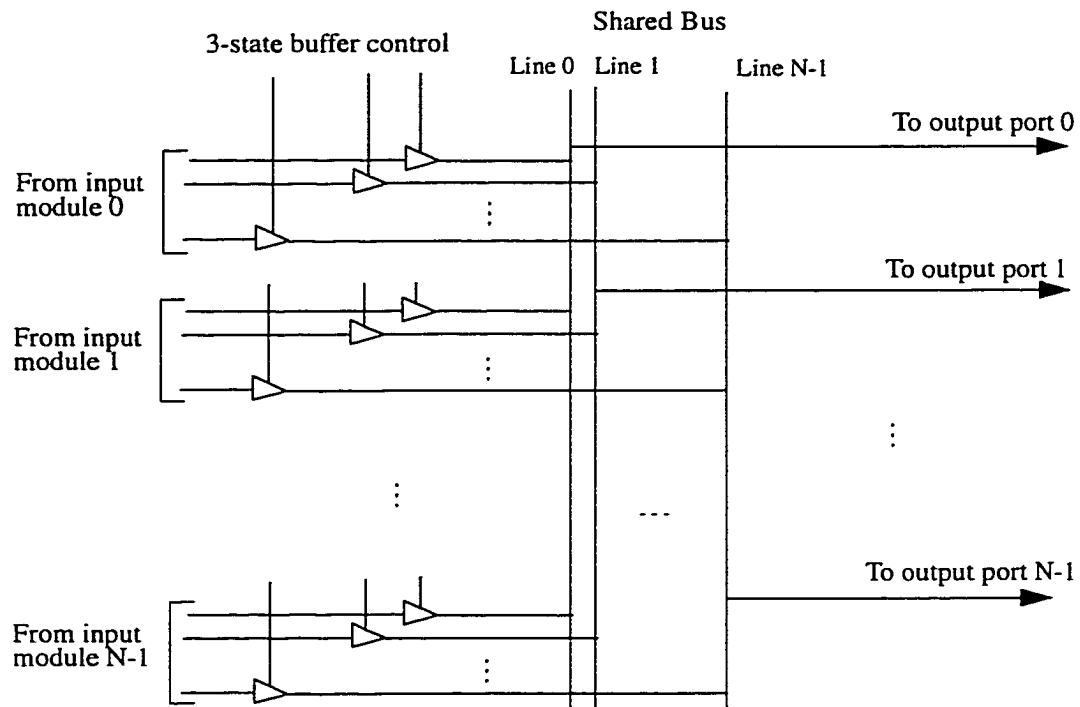 Shared Bus
3-state buffer control
Line 0
Line 1
Line N-1
To output port 0
From input
module 0
To output port 1
From input
module 1
To output port N-1
From input
module N-1